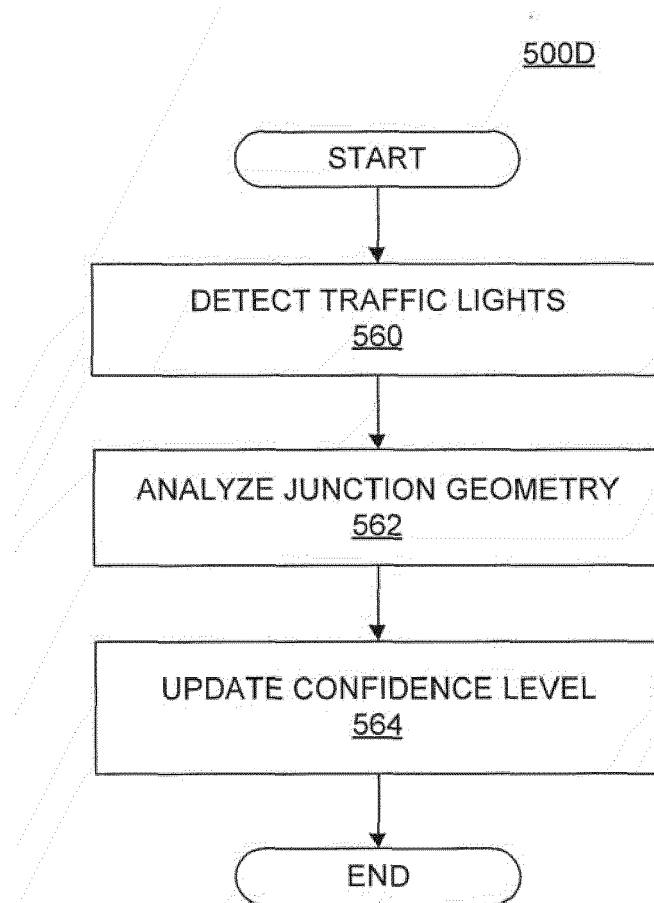 500D
START
DETECT TRAFFIC LIGHTS
560
ANALYZE JUNCTION GEOMETRY
562
UPDATE CONFIDENCE LEVEL
564
END